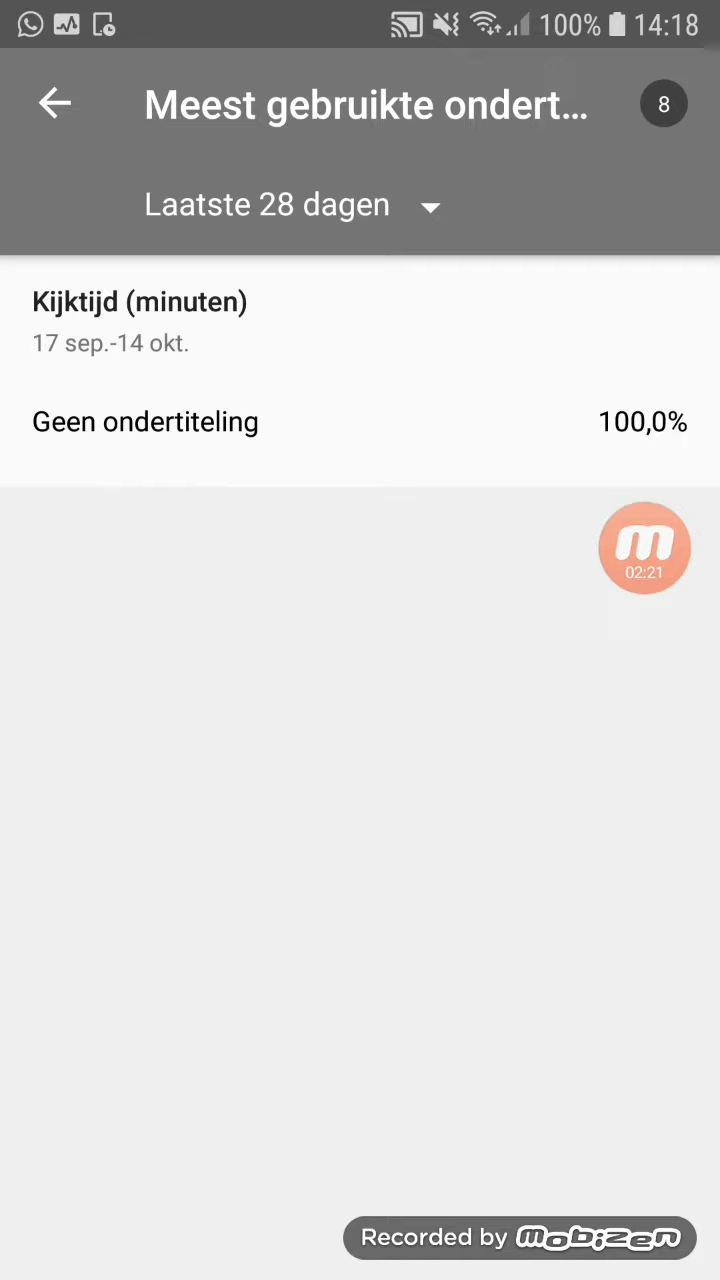 100% 14:18
Meest gebruikte ondert...
8
Laatste 28 dagen
Kijktijd (minuten)
17 sep.-14 okt.
Geen ondertiteling 100,0%
m
02:21
Recorded by mobizen